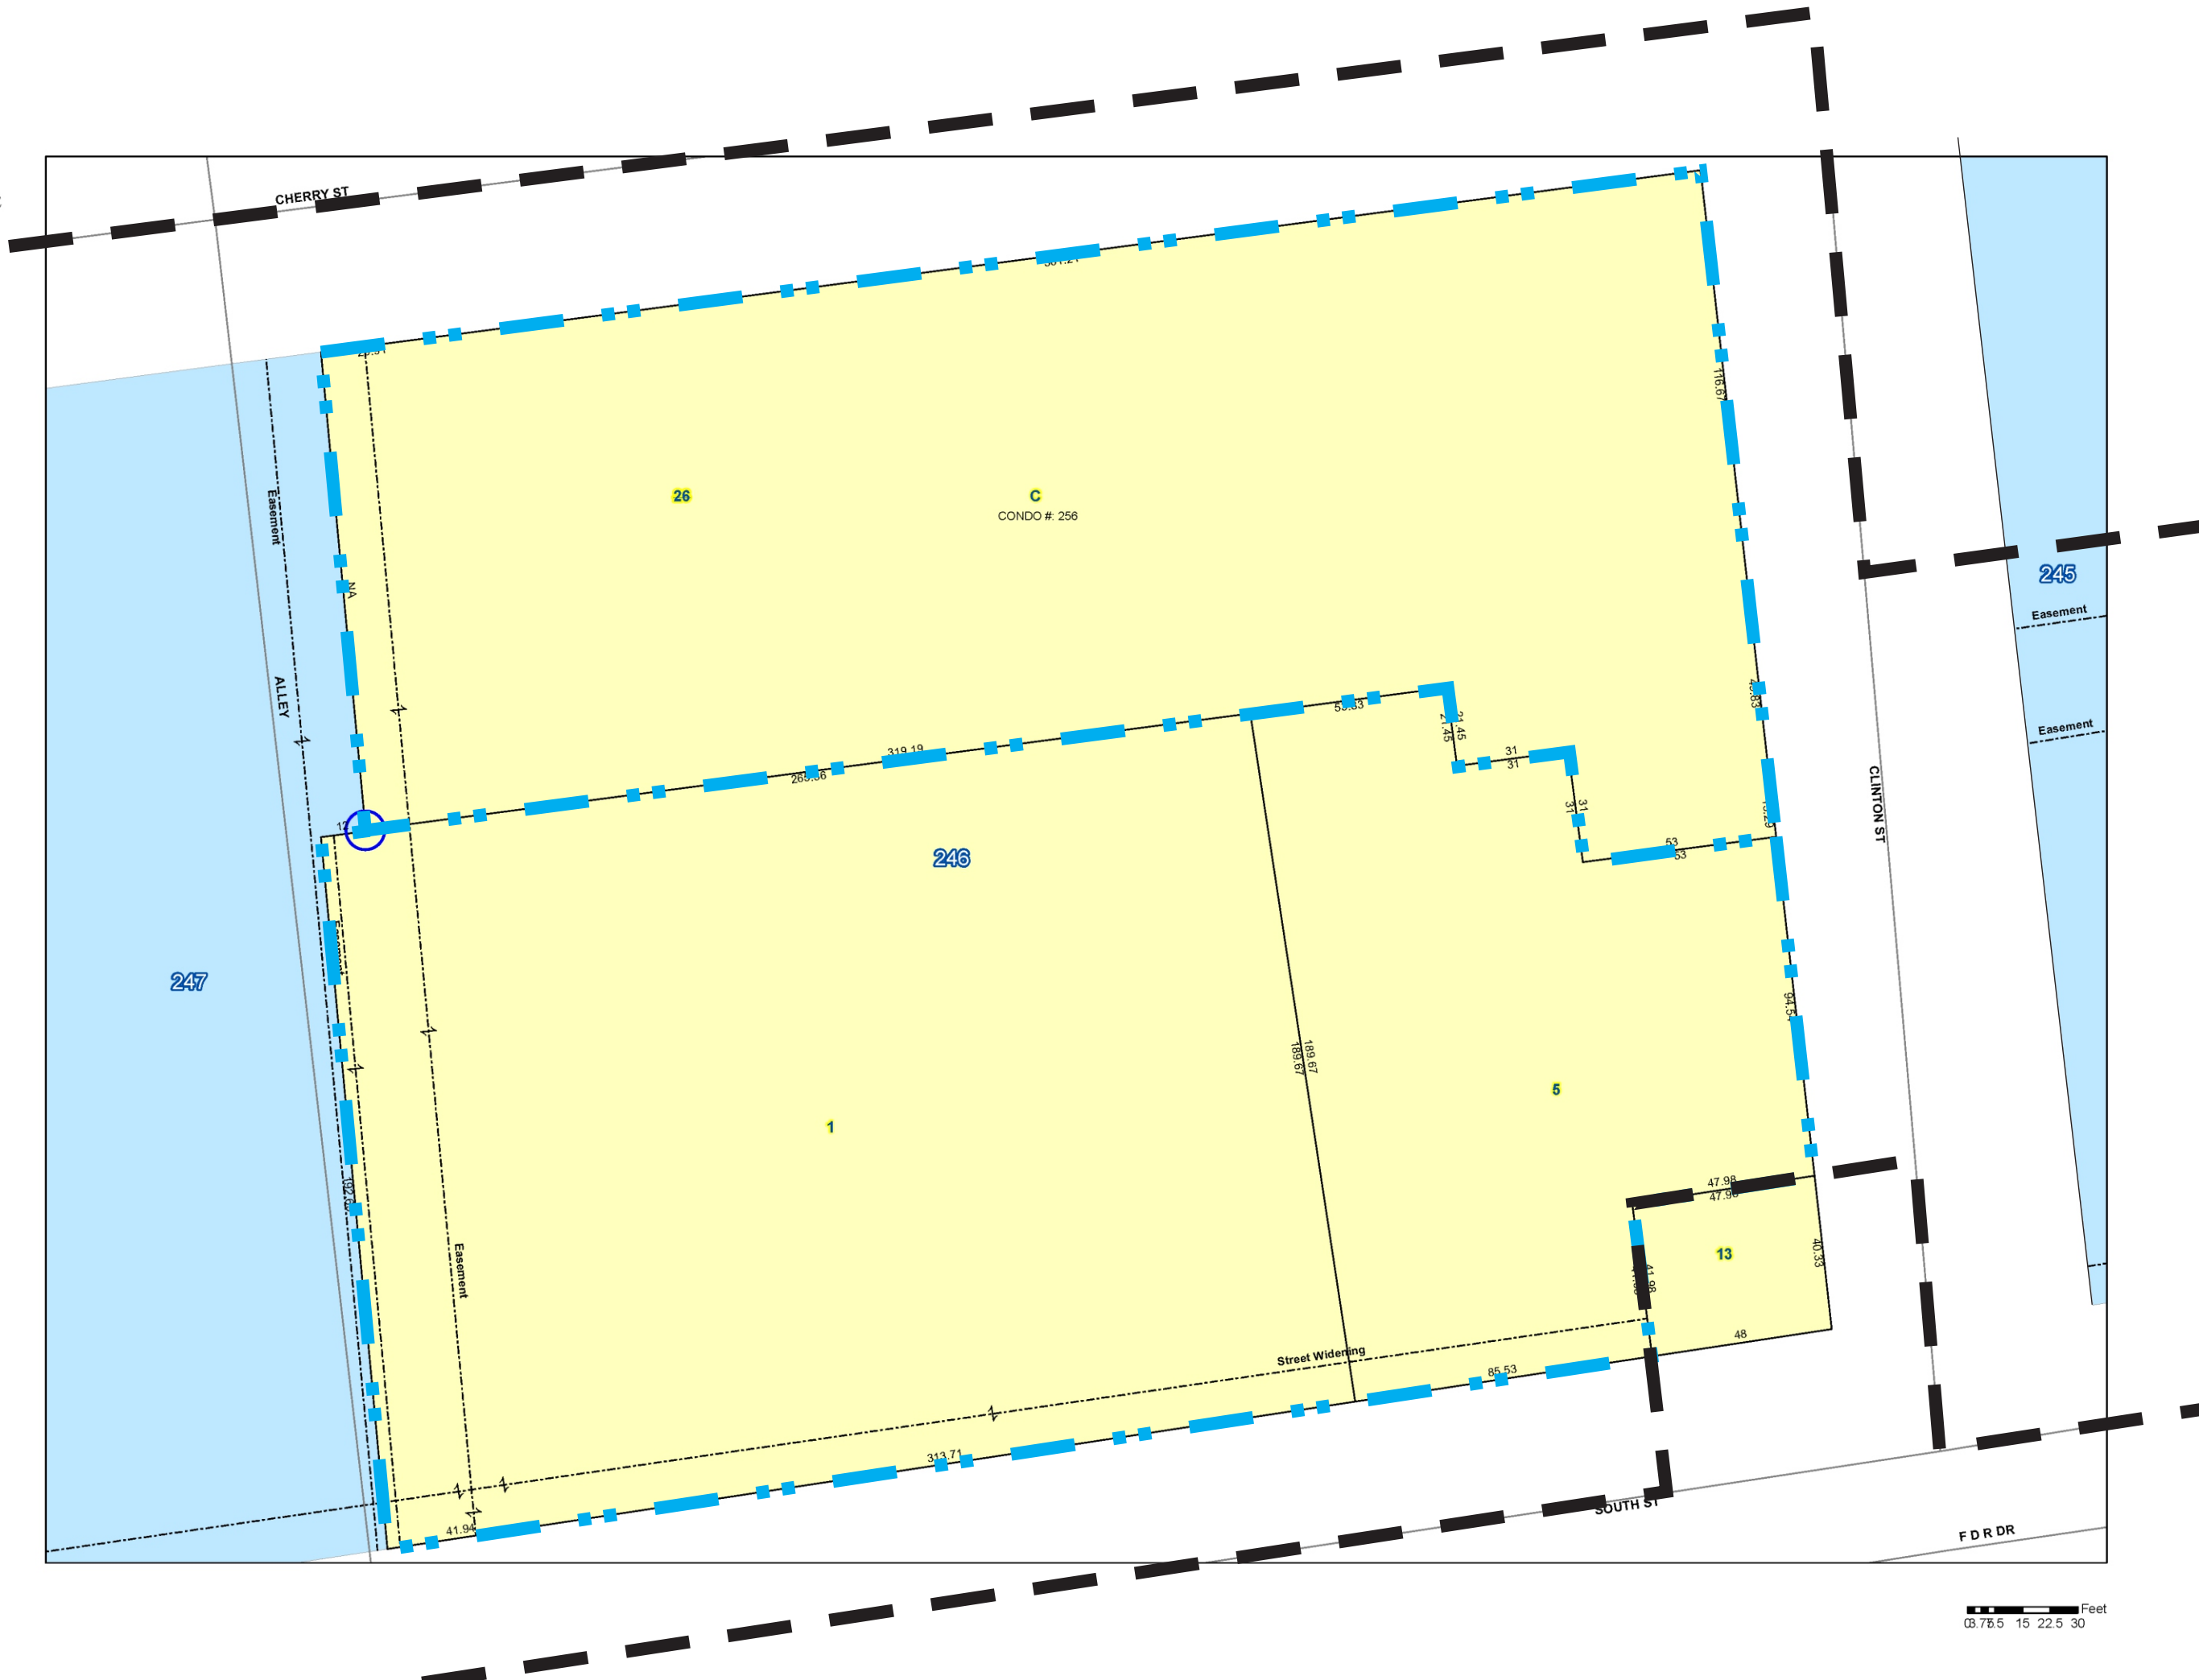 CHERRY ST
116.67
26
C
CONDO #: 256
Easement
NA
245
Easement
Easement
ALLEY
21.45
21.45
31
31
319.19
31
31
53
53
CLINTON ST
246
247
94.54
189.67
189.67
5
1
47.98
13
41.98
40.33
Easement
48
Street Widening
85.53
313.71
41.94
SOUTH ST
F D R DR
Feet
15 22.5 30